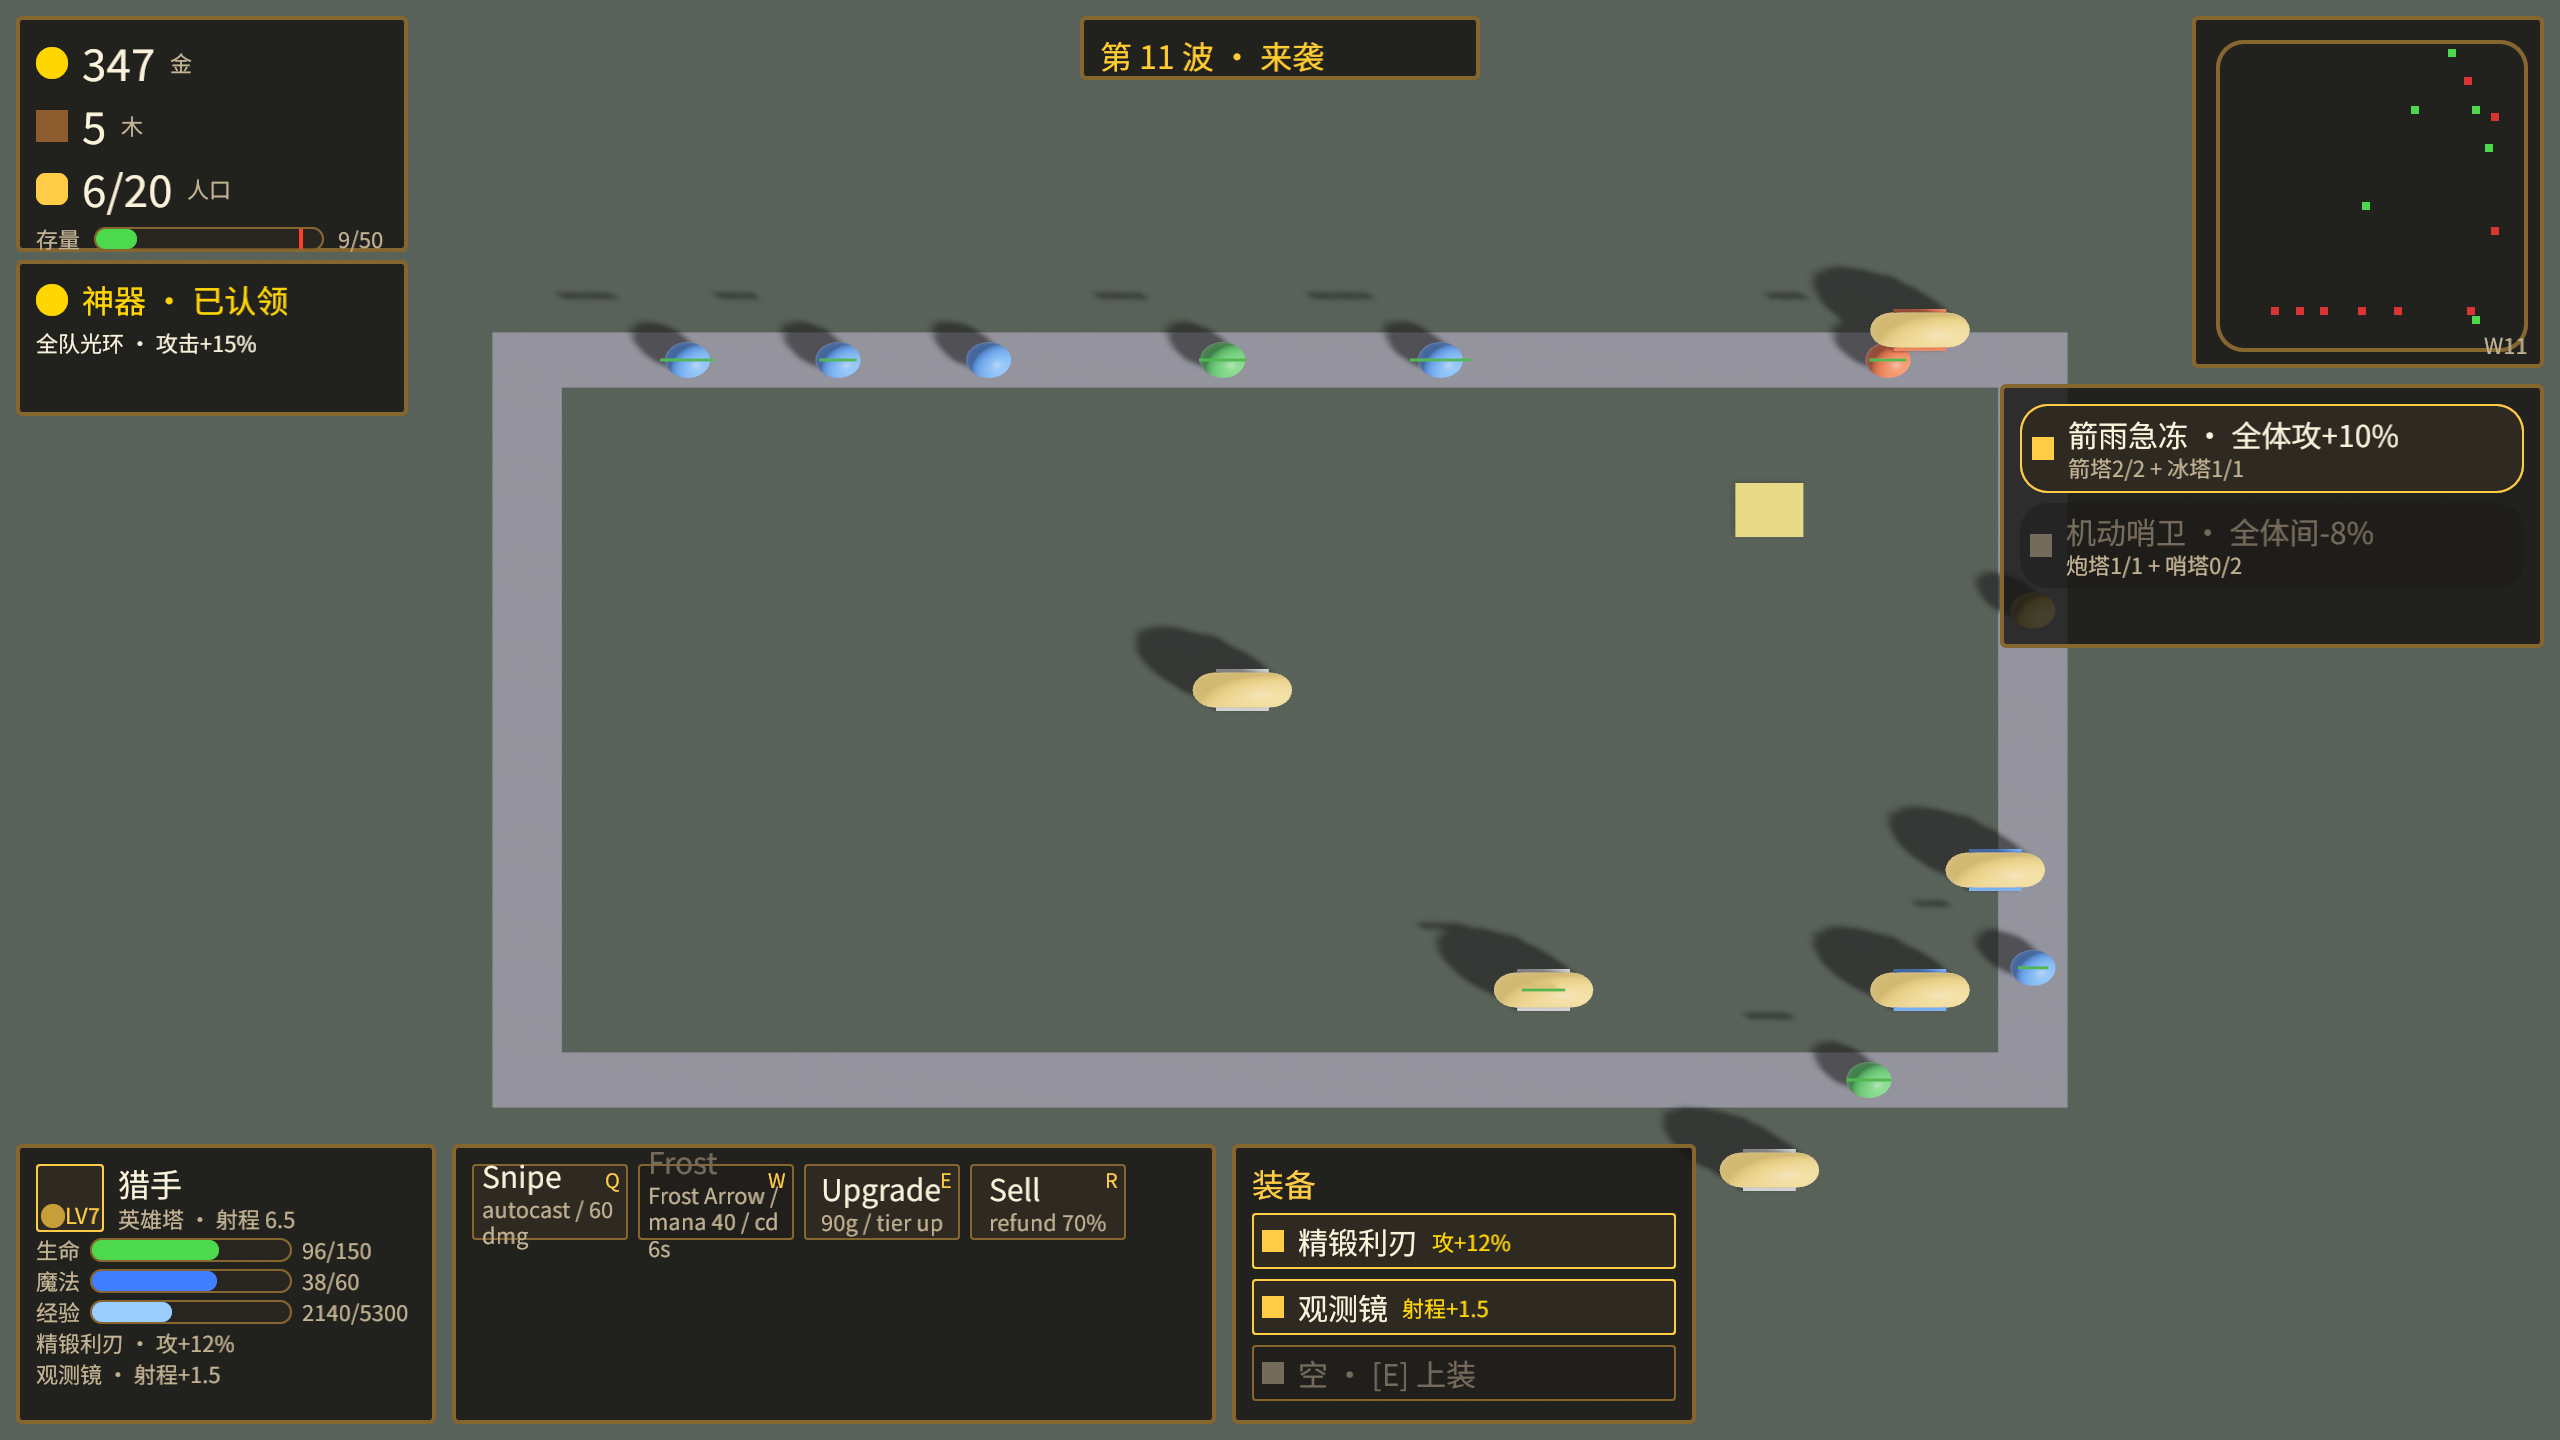 347 金
5 木
6/20 人口
存量 9/50
神器 · 已认领
全队光环 · 攻击+15%
第 11 波 · 来袭
W11
箭雨急冻 · 全体攻+10%
箭塔2/2 + 冰塔1/1
机动哨卫 · 全体间-8%
炮塔1/1 + 哨塔0/2
LV7
猎手
英雄塔 · 射程 6.5
生命 96/150
魔法 38/60
经验 2140/5300
精锻利刃 · 攻+12%
观测镜 · 射程+1.5
Snipe Q
autocast / 60
dmg
Frost W
Frost Arrow /
mana 40 / cd
6s
Upgrade E
90g / tier up
Sell R
refund 70%
装备
精锻利刃 攻+12%
观测镜 射程+1.5
空 · [E] 上装